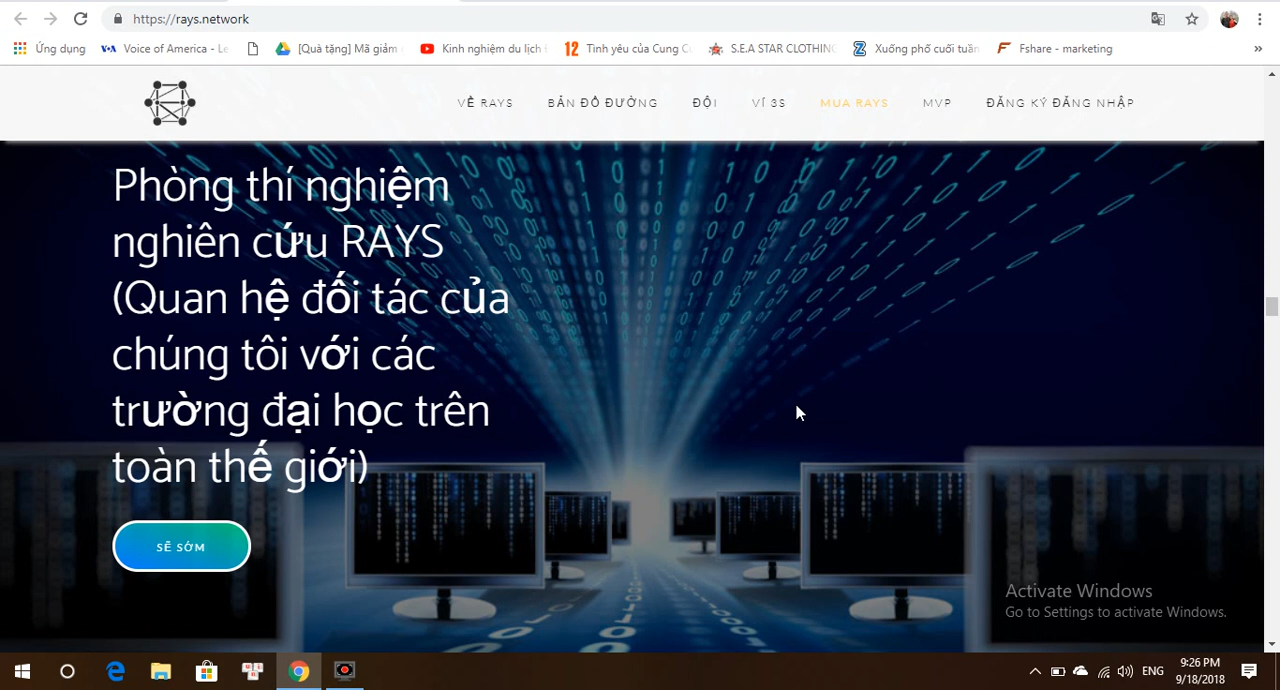 https://rays.network
Ứng dụng
VOA Voice of America - Le
[Quà tặng] Mã giảm
Kinh nghiệm du lịch
12 Tình yêu của Cung
S.E.A STAR CLOTHING
Xuống phố cuối tuần
Fshare - marketing
»
VỀ RAYS
BẢN ĐỒ ĐƯỜNG
ĐỘI
VÍ 3S
MUA RAYS
MVP
ĐĂNG KÝ ĐĂNG NHẬP
Phòng thí nghiệm
nghiên cứu RAYS
(Quan hệ đối tác của
chúng tôi với các
trường đại học trên
toàn thế giới)
SẼ SỚM
Activate Windows
Go to Settings to activate Windows.
ENG
9:26 PM
9/18/2018